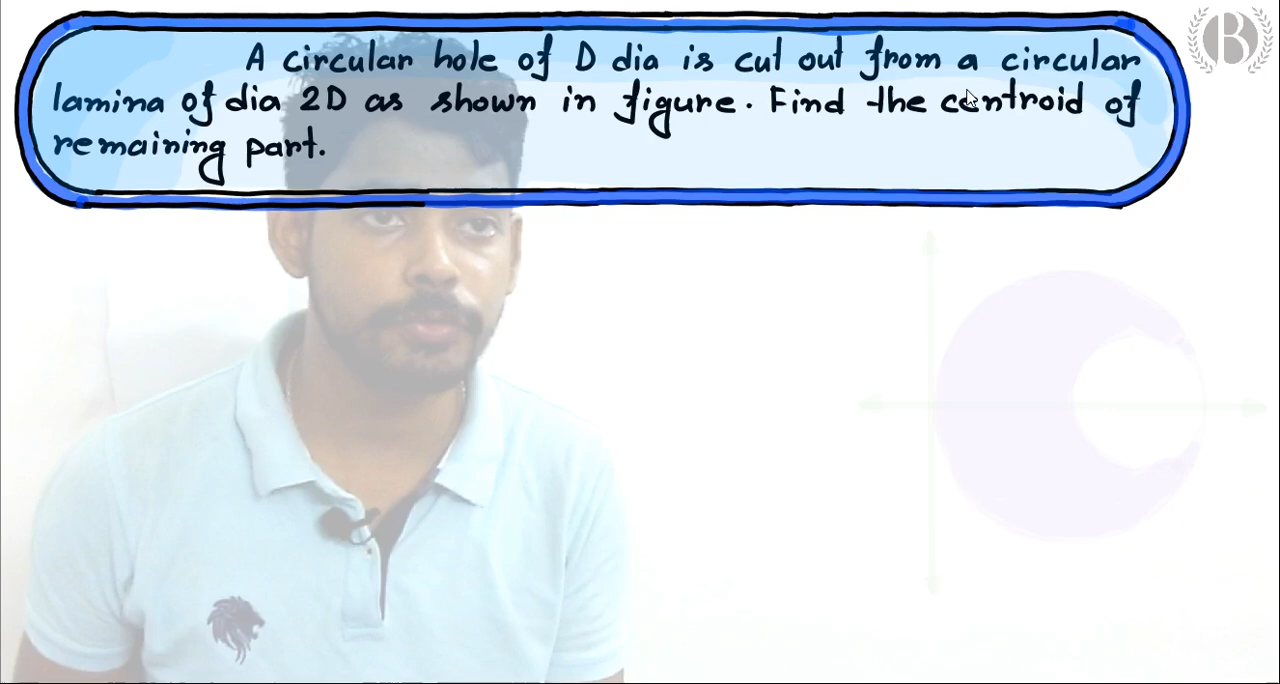 A circular hole of D dia is cut out from a circular
lamina of dia 2D as shown in figure. Find the centroid of
remaining part.
B